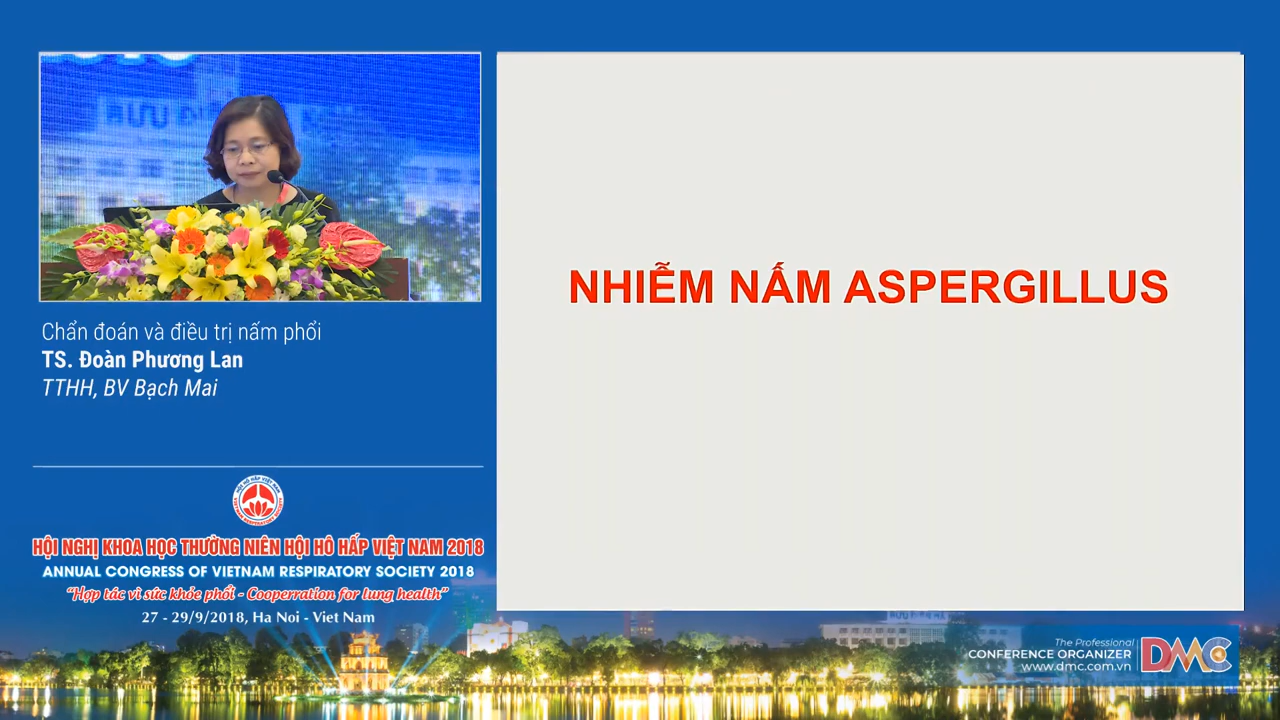 Chẩn đoán và điều trị nấm phổi
TS. Đoàn Phương Lan
TTHH, BV Bạch Mai
HỘI NGHỊ KHOA HỌC THƯỜNG NIÊN HỘI HÔ HẤP VIỆT NAM 2018
ANNUAL CONGRESS OF VIETNAM RESPIRATORY SOCIETY 2018
"Hợp tác vì sức khỏe phổi - Cooperration for lung health"
27 - 29/9/2018, Ha Noi - Viet Nam
NHIỄM NẤM ASPERGILLUS
The Professional
CONFERENCE ORGANIZER
www.dmc.com.vn
DMC